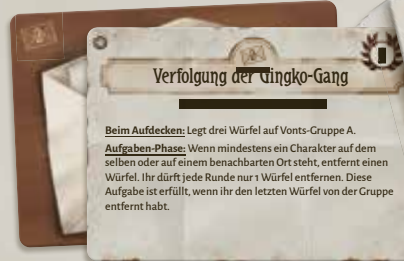 Verfolgung der Gingko-Gang
Beim Aufdecken: Legt drei Würfel auf Vonts-Gruppe A.
Aufgaben-Phase: Wenn mindestens ein Charakter auf dem
selben oder auf einem benachbarten Ort steht, entfernt einen
Würfel. Ihr dürft jede Runde nur 1 Würfel entfernen. Diese
Aufgabe ist erfüllt, wenn ihr den letzten Würfel von der Gruppe
entfernt habt.